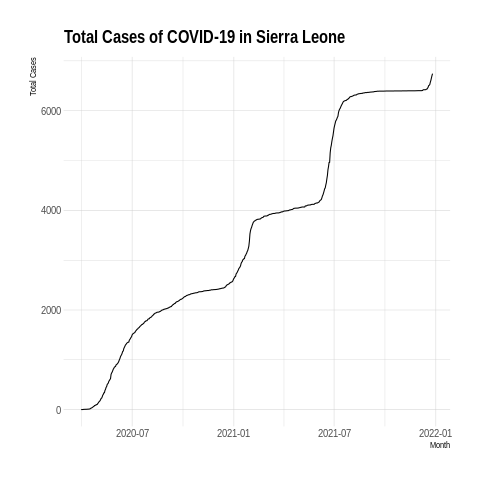 Total Cases of COVID-19 in Sierra Leone
Total Cases
6000
4000
2000
0
2020-07 2021-01 2021-07 2022-01
Month